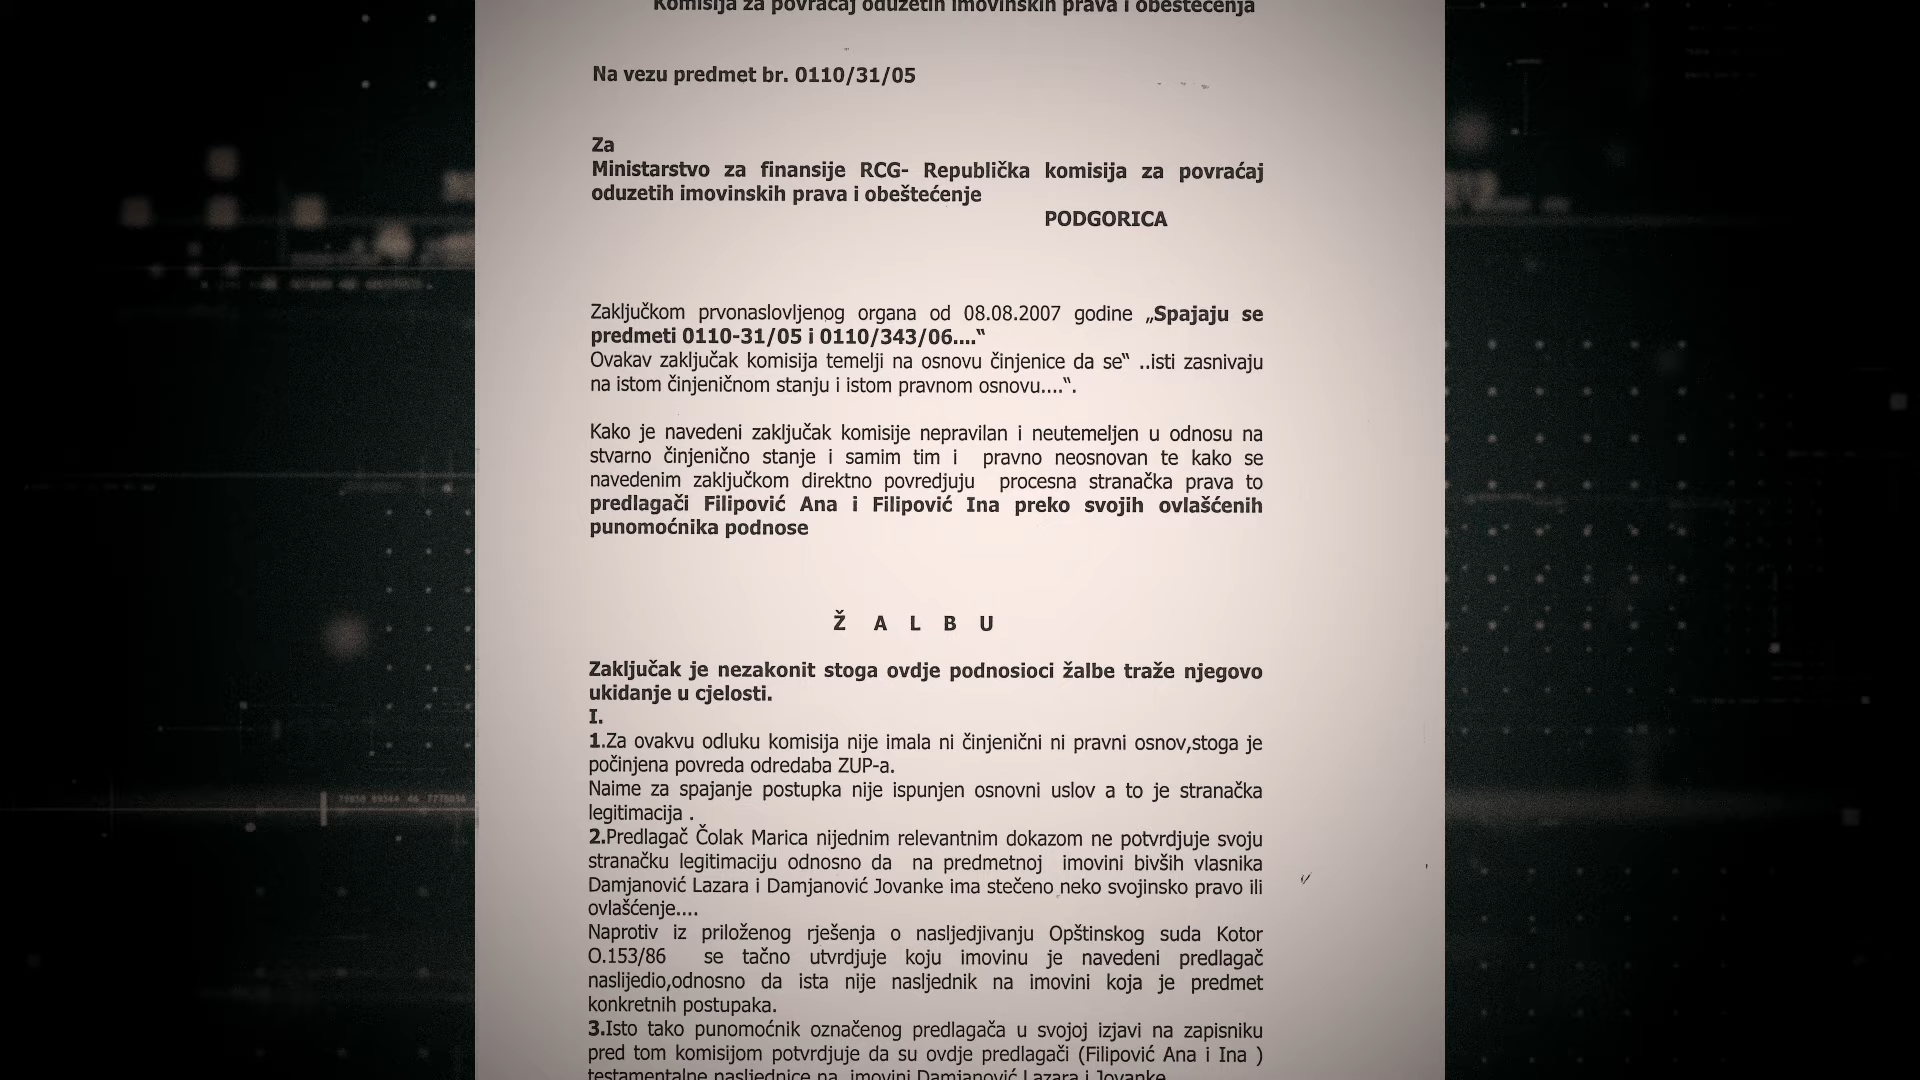 Komisija za povraćaj oduzetih imovinskih prava i obeštećenja
Na vezu predmet br. 0110/31/05
Za
Ministarstvo za finansije RCG- Republička komisija za povraćaj
oduzetih imovinskih prava i obeštećenje
PODGORICA
Zaključkom prvonaslovljenog organa od 08.08.2007 godine „Spajaju se
predmeti 0110-31/05 i 0110/343/06....“
Ovakav zaključak komisija temelji na osnovu činjenice da se“ ..isti zasnivaju
na istom činjeničnom stanju i istom pravnom osnovu....“.
Kako je navedeni zaključak komisije nepravilan i neutemeljen u odnosu na
stvarno činjenično stanje i samim tim i pravno neosnovan te kako se
navedenim zaključkom direktno povredjuju procesna stranačka prava to
predlagači Filipović Ana i Filipović Ina preko svojih ovlašćenih
punomoćnika podnose
Ž A L B U
Zaključak je nezakonit stoga ovdje podnosioci žalbe traže njegovo
ukidanje u cjelosti.
I.
1.Za ovakvu odluku komisija nije imala ni činjenični ni pravni osnov,stoga je
počinjena povreda odredaba ZUP-a.
Naime za spajanje postupka nije ispunjen osnovni uslov a to je stranačka
legitimacija .
2.Predlagač Čolak Marica nijednim relevantnim dokazom ne potvrdjuje svoju
stranačku legitimaciju odnosno da na predmetnoj imovini bivših vlasnika
Damjanović Lazara i Damjanović Jovanke ima stečeno neko svojinsko pravo ili
ovlašćenje....
Naprotiv iz priloženog rješenja o nasljedjivanju Opštinskog suda Kotor
O.153/86 se tačno utvrdjuje koju imovinu je navedeni predlagač
naslijedio,odnosno da ista nije nasljednik na imovini koja je predmet
konkretnih postupaka.
3.Isto tako punomoćnik označenog predlagača u svojoj izjavi na zapisniku
pred tom komisijom potvrdjuje da su ovdje predlagači (Filipović Ana i Ina )
testamentalne nasljednice na imovini Damjanović Lazara i Jovanke